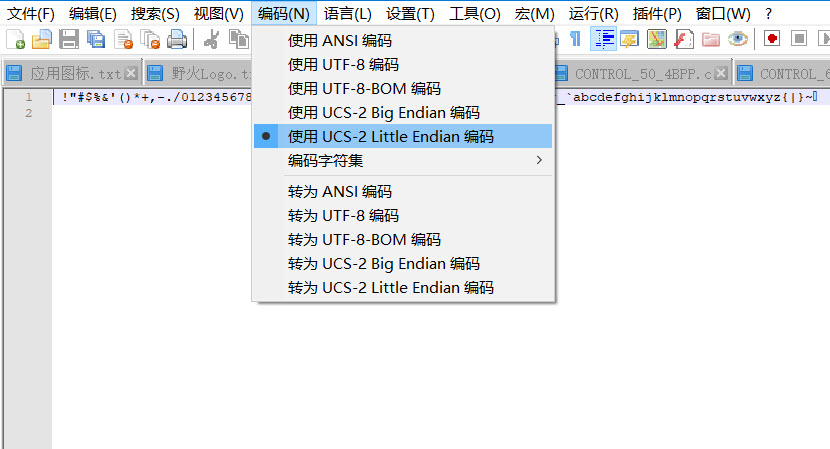 文件(F) 编辑(E) 搜索(S) 视图(V) 编码(N) 语言(L) 设置(T) 工具(O) 宏(M) 运行(R) 插件(P) 窗口(W) ?
应用图标.txt 野火Logo.t CONTROL_50_4BPP.c CONTROL_6
1 !"#$%&'()*+,-./012345678 _`abcdefghijklmnopqrstuvwxyz{|}~
2
使用 ANSI 编码
使用 UTF-8 编码
使用 UTF-8-BOM 编码
使用 UCS-2 Big Endian 编码
使用 UCS-2 Little Endian 编码
编码字符集
转为 ANSI 编码
转为 UTF-8 编码
转为 UTF-8-BOM 编码
转为 UCS-2 Big Endian 编码
转为 UCS-2 Little Endian 编码